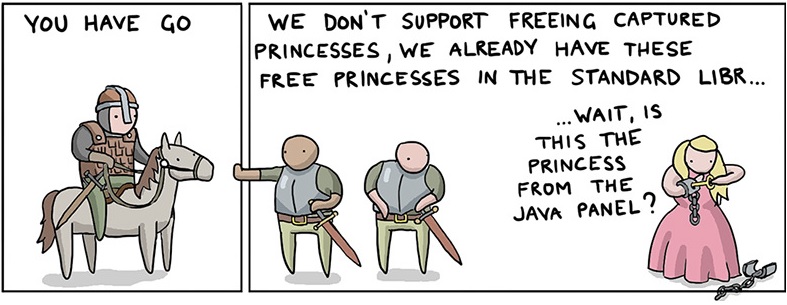 YOU HAVE GO
WE DON'T SUPPORT FREEING CAPTURED
PRINCESSES, WE ALREADY HAVE THESE
FREE PRINCESSES IN THE STANDARD LIBR...
...WAIT, IS
THIS THE
PRINCESS
FROM THE
JAVA PANEL?